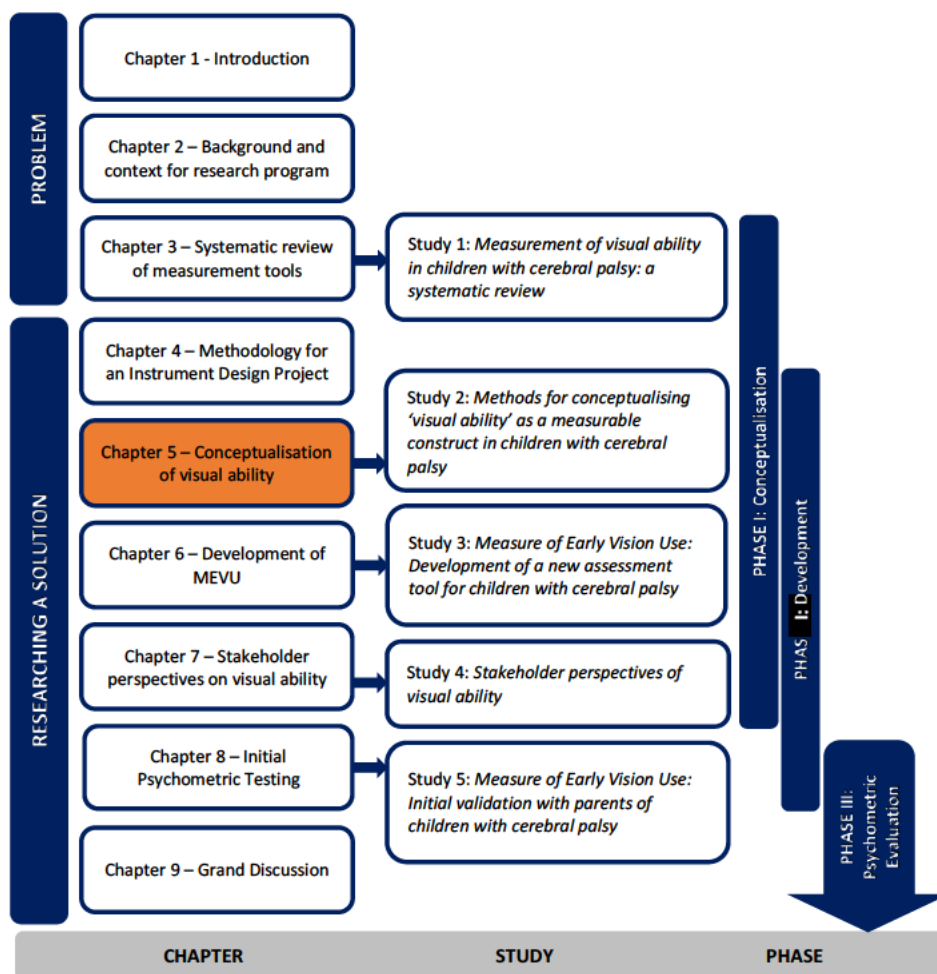 PROBLEM
Chapter 1 - Introduction
Chapter 2 – Background and
context for research program
Chapter 3 – Systematic review
of measurement tools
Study 1: Measurement of visual ability
in children with cerebral palsy: a
systematic review
RESEARCHING A SOLUTION
Chapter 4 – Methodology for
an Instrument Design Project
Chapter 5 – Conceptualisation
of visual ability
Study 2: Methods for conceptualising
‘visual ability’ as a measurable
construct in children with cerebral
palsy
Chapter 6 – Development of
MEVU
Study 3: Measure of Early Vision Use:
Development of a new assessment
tool for children with cerebral palsy
Chapter 7 – Stakeholder
perspectives on visual ability
Study 4: Stakeholder perspectives of
visual ability
Chapter 8 – Initial
Psychometric Testing
Study 5: Measure of Early Vision Use:
Initial validation with parents of
children with cerebral palsy
Chapter 9 – Grand Discussion
PHASE I: Conceptualisation
PHAS I: Development
PHASE III:
Psychometric
Evaluation
CHAPTER STUDY PHASE